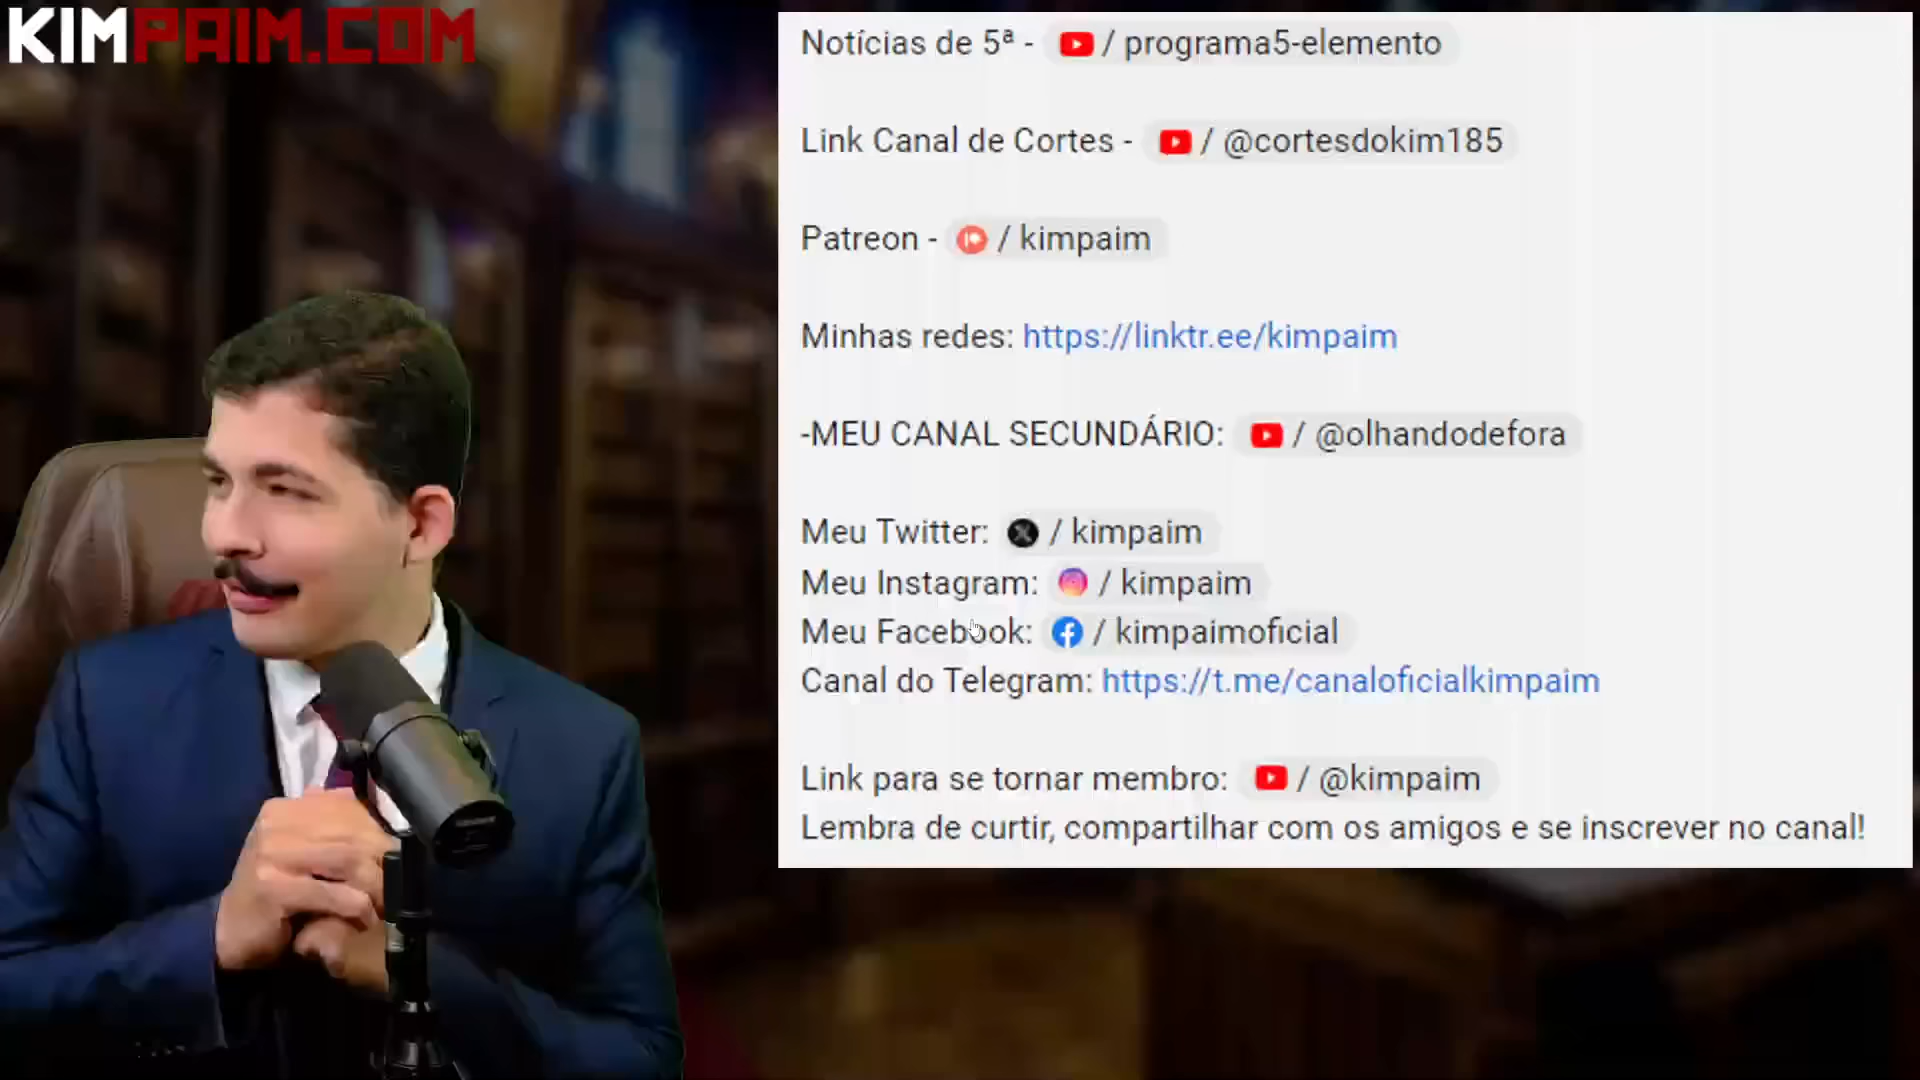 KIMPAIM.COM
Notícias de 5ª - / programa5-elemento
Link Canal de Cortes - / @cortesdokim185
Patreon - / kimpaim
Minhas redes: https://linktr.ee/kimpaim
-MEU CANAL SECUNDÁRIO: / @olhandodefora
Meu Twitter: / kimpaim
Meu Instagram: / kimpaim
Meu Facebook: / kimpaimoficial
Canal do Telegram: https://t.me/canaloficialkimpaim
Link para se tornar membro: / @kimpaim
Lembra de curtir, compartilhar com os amigos e se inscrever no canal!